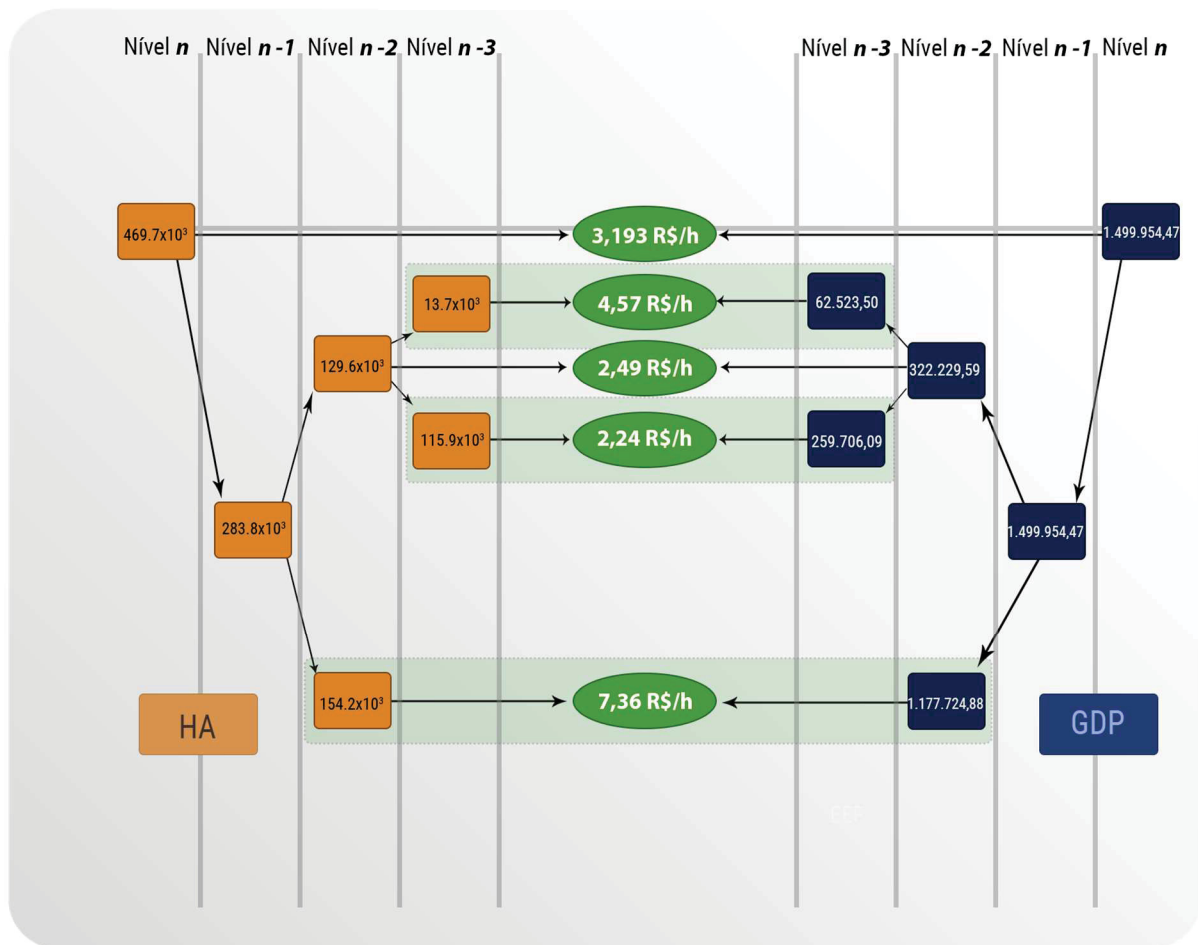 Nível n Nível n -1 Nível n -2 Nível n -3 Nível n -3 Nível n -2 Nível n -1 Nível n
469.7x10³ 3,193 R$/h 1.499.954,47
13.7x10³ 4,57 R$/h 62.523,50
129.6x10³ 2,49 R$/h 322.229,59
115.9x10³ 2,24 R$/h 259.706,09
283.8x10³ 1.499.954,47
154.2x10³ 7,36 R$/h 1.177.724,88
HA GDP